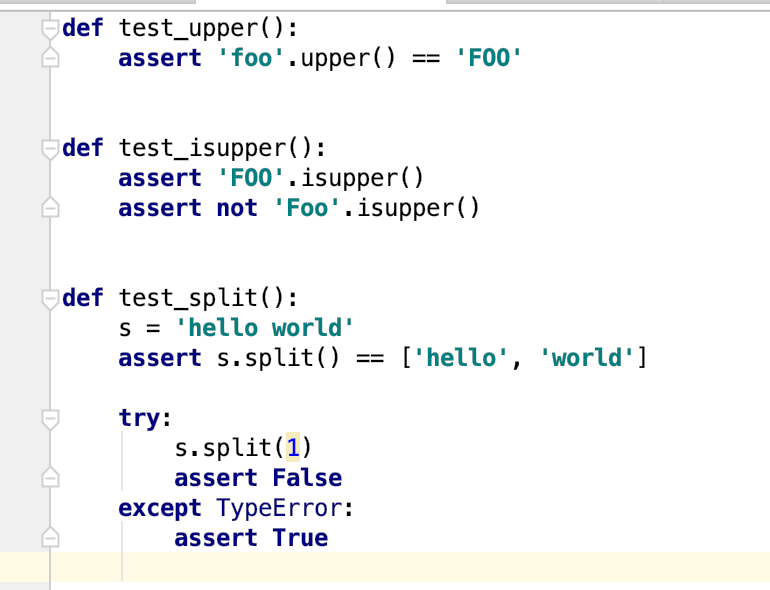 def test_upper():
    assert 'foo'.upper() == 'FOO'
def test_isupper():
    assert 'FOO'.isupper()
    assert not 'Foo'.isupper()
def test_split():
    s = 'hello world'
    assert s.split() == ['hello', 'world']
    try:
        s.split(1)
        assert False
    except TypeError:
        assert True